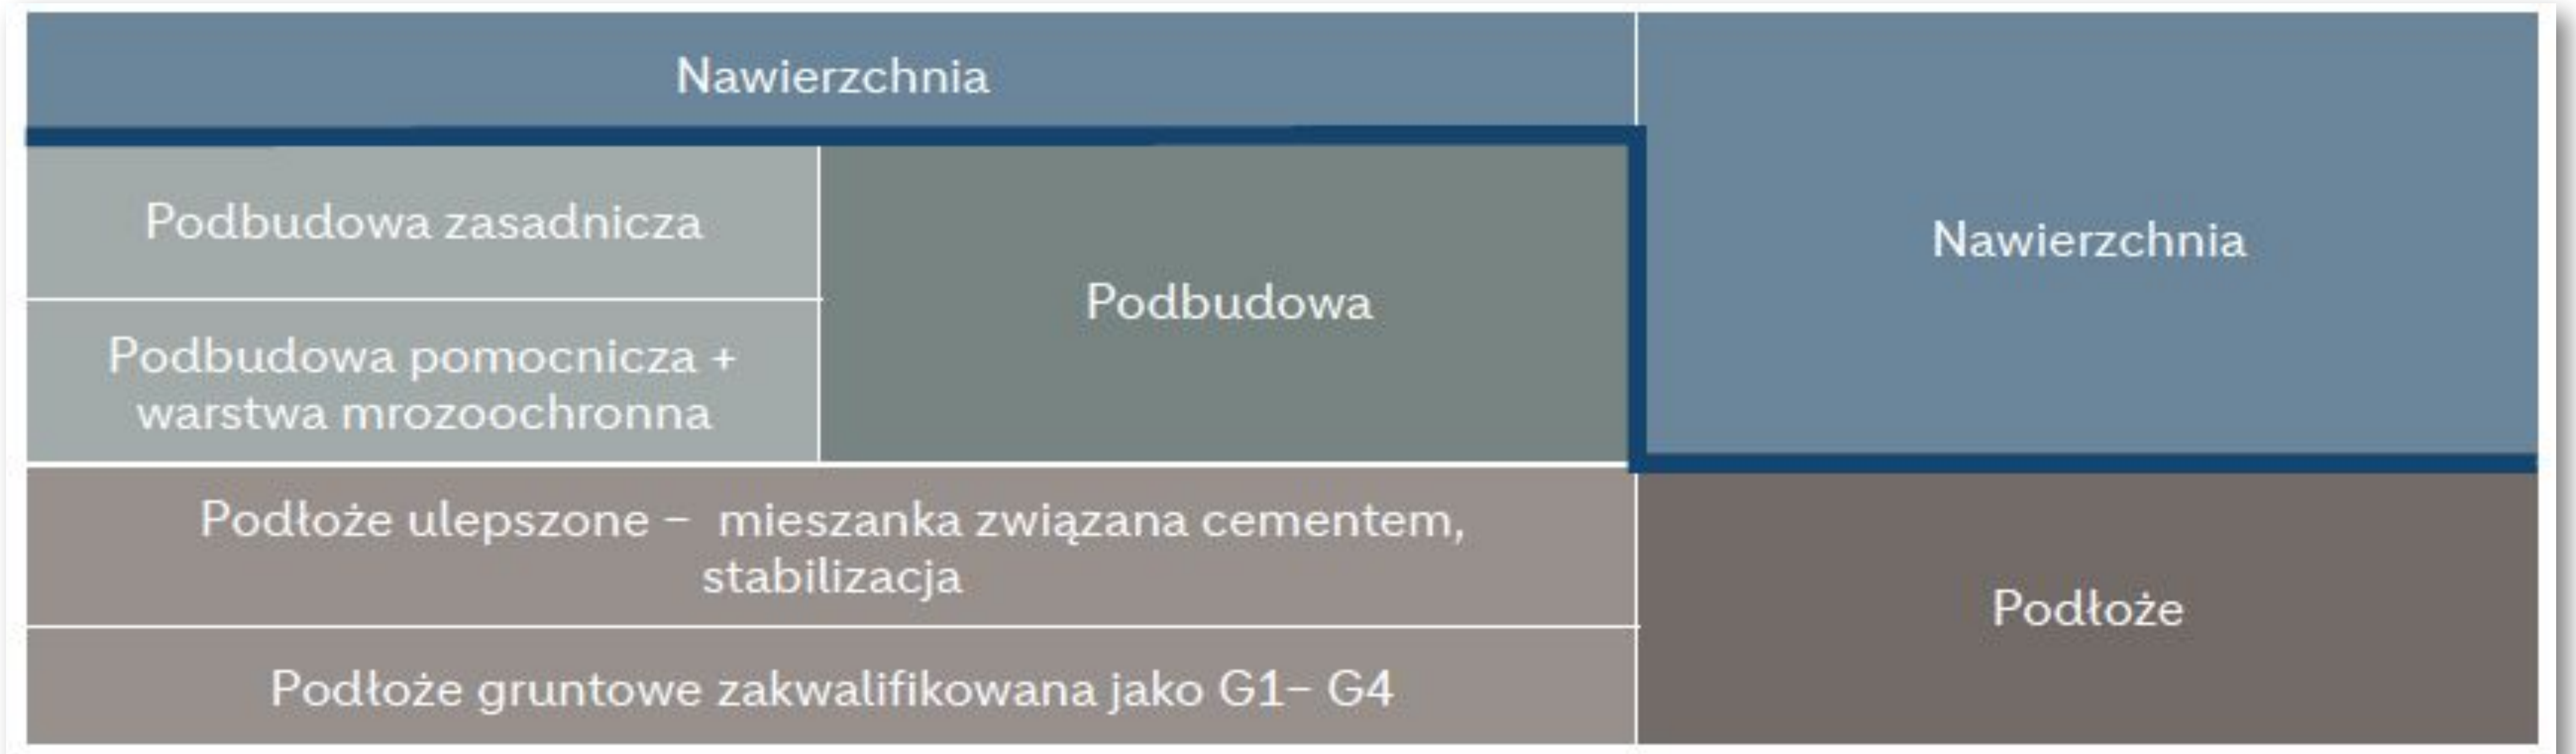 Nawierzchnia
Nawierzchnia
Podbudowa zasadnicza
Podbudowa
Podbudowa pomocnicza +
warstwa mrozoochronna
Podłoże ulepszone –  mieszanka związana cementem,
stabilizacja
Podłoże
Podłoże gruntowe zakwalifikowana jako G1– G4